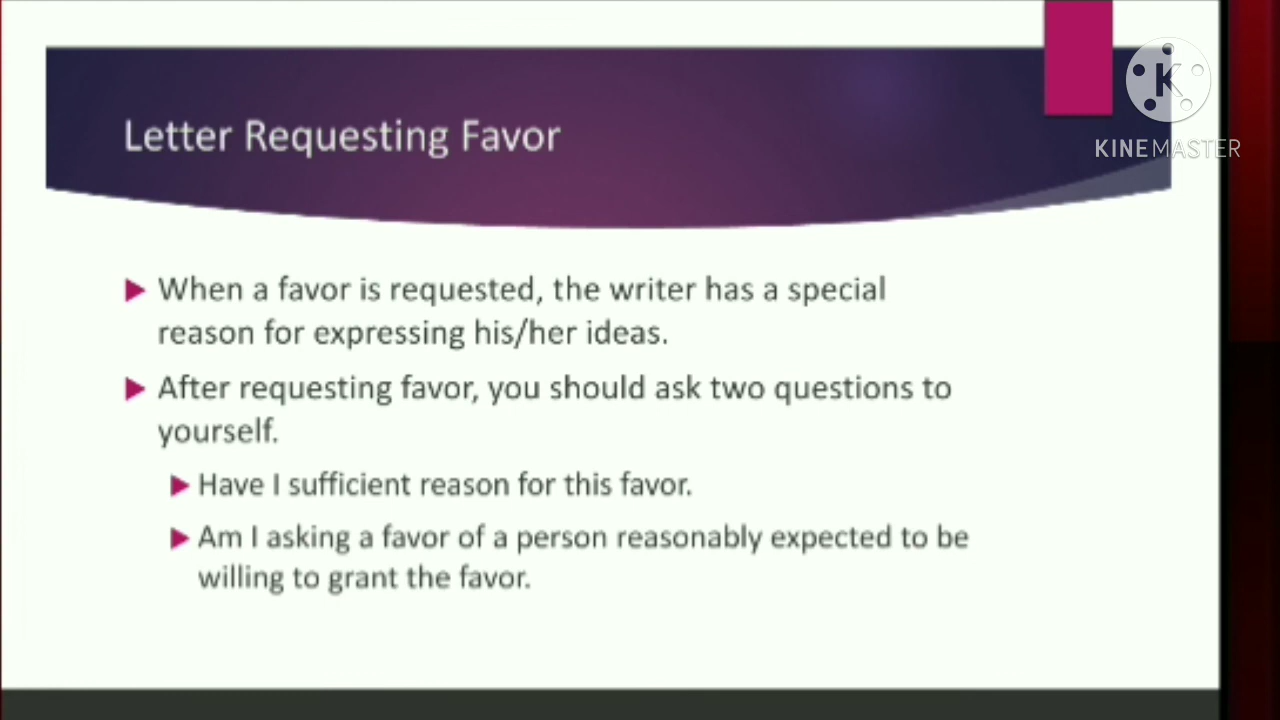 K
KINEMASTER
Letter Requesting Favor
When a favor is requested, the writer has a special
reason for expressing his/her ideas.
After requesting favor, you should ask two questions to
yourself.
Have I sufficient reason for this favor.
Am I asking a favor of a person reasonably expected to be
willing to grant the favor.